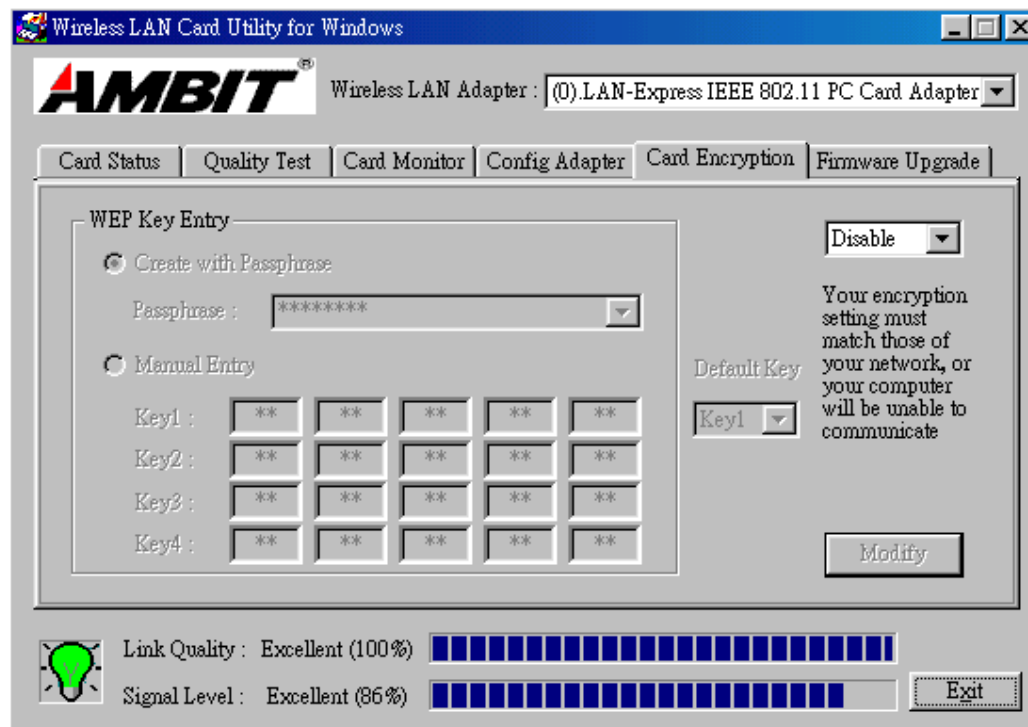 Wireless LAN Card Utility for Windows
AMBIT®
Wireless LAN Adapter : (0).LAN-Express IEEE 802.11 PC Card Adapter
Card Status Quality Test Card Monitor Config Adapter Card Encryption Firmware Upgrade
WEP Key Entry
Create with Passphrase
Passphrase : ********
Manual Entry
Key1 : ** ** ** ** **
Key2 : ** ** ** ** **
Key3 : ** ** ** ** **
Key4 : ** ** ** ** **
Default Key
Key1
Disable
Your encryption
setting must
match those of
your network, or
your computer
will be unable to
communicate
Modify
Link Quality : Excellent (100%)
Signal Level : Excellent (86%)
Exit